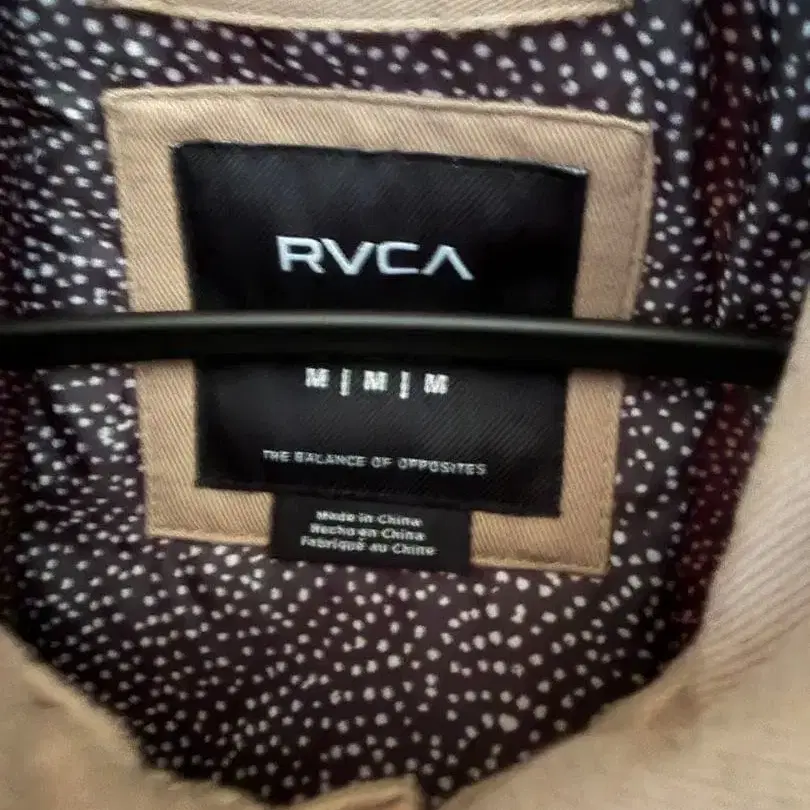 RVCA
M | M | M
THE BALANCE OF OPPOSITES
Made in China
Hecho en China
Fabriqué au Chine